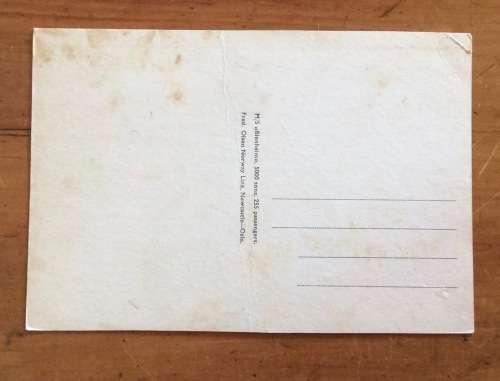 M/S «Blenheim», 5000 tons, 255 passengers.
Fred. Olsen Norway Line, Newcastle—Oslo.